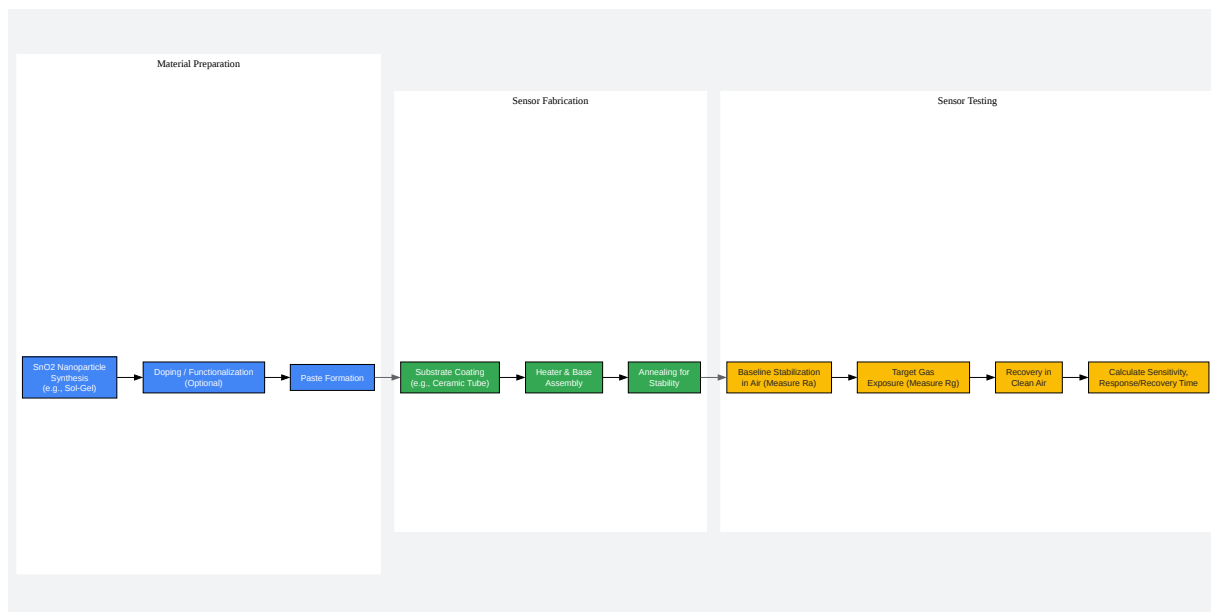 Material Preparation
Sensor Fabrication
Sensor Testing
SnO2 Nanoparticle
Synthesis
(e.g., Sol-Gel)
Doping / Functionalization
(Optional)
Paste Formation
Substrate Coating
(e.g., Ceramic Tube)
Heater & Base
Assembly
Annealing for
Stability
Baseline Stabilization
in Air (Measure Ra)
Target Gas
Exposure (Measure Rg)
Recovery in
Clean Air
Calculate Sensitivity,
Response/Recovery Time